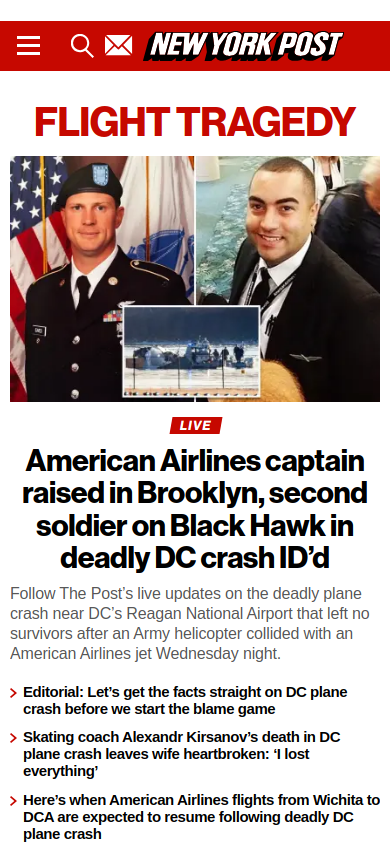 NEW YORK POST
FLIGHT TRAGEDY
LIVE
American Airlines captain
raised in Brooklyn, second
soldier on Black Hawk in
deadly DC crash ID’d
Follow The Post’s live updates on the deadly plane
crash near DC’s Reagan National Airport that left no
survivors after an Army helicopter collided with an
American Airlines jet Wednesday night.
Editorial: Let’s get the facts straight on DC plane
crash before we start the blame game
Skating coach Alexandr Kirsanov’s death in DC
plane crash leaves wife heartbroken: ‘I lost
everything’
Here’s when American Airlines flights from Wichita to
DCA are expected to resume following deadly DC
plane crash